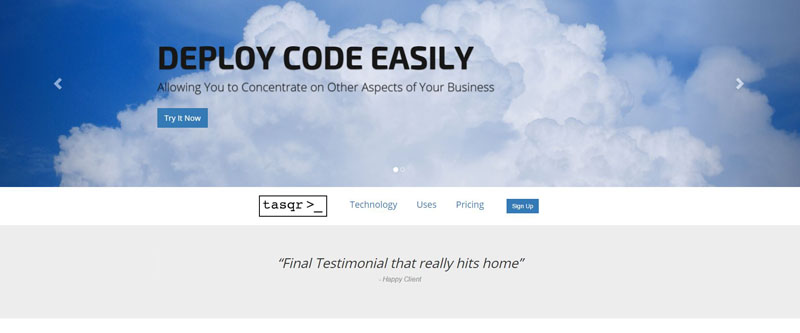 DEPLOY CODE EASILY
Allowing You to Concentrate on Other Aspects of Your Business
Try It Now
tasqr >_ Technology Uses Pricing Sign Up
“Final Testimonial that really hits home”
- Happy Client